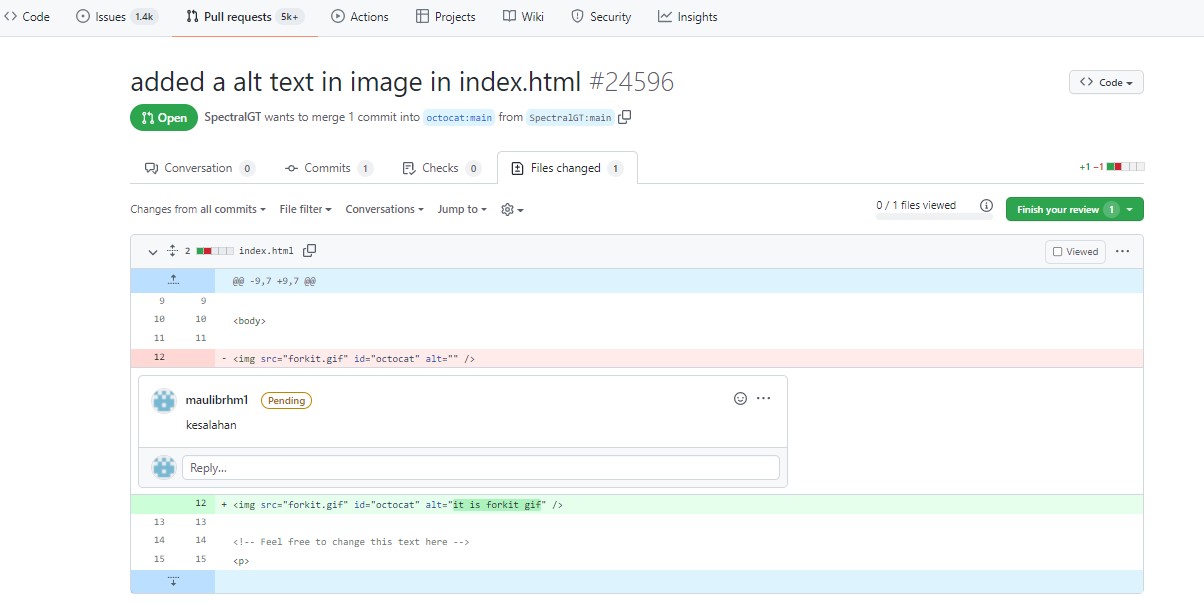 Code Issues 1.4k Pull requests 5k+ Actions Projects Wiki Security Insights
added a alt text in image in index.html #24596
Code
Open SpectralGT wants to merge 1 commit into octocat:main from SpectralGT:main
Conversation 0 Commits 1 Checks 0 Files changed 1
+1 −1
Changes from all commits File filter Conversations Jump to
0 / 1 files viewed
Finish your review 1
2 index.html
Viewed
@@ -9,7 +9,7 @@
9 9
10 10 <body>
11 11
12 - <img src="forkit.gif" id="octocat" alt="" />
maulibrhm1 Pending
kesalahan
Reply...
12 + <img src="forkit.gif" id="octocat" alt="it is forkit gif" />
13 13
14 14 <!-- Feel free to change this text here -->
15 15 <p>